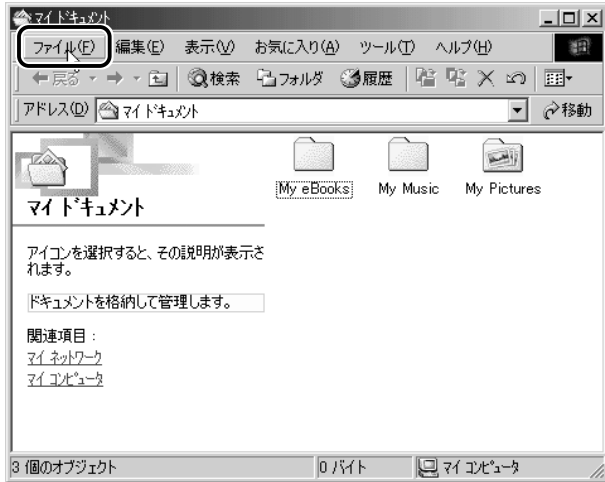 マイ ドキュメント
ファイル(F) 編集(E) 表示(V) お気に入り(A) ツール(T) ヘルプ(H)
戻る 検索 フォルダ 履歴
アドレス(D) マイ ドキュメント 移動
マイ ドキュメント
アイコンを選択すると、その説明が表示さ
れます。
ドキュメントを格納して管理します。
関連項目:
マイ ネットワーク
マイ コンピュータ
My eBooks My Music My Pictures
3 個のオブジェクト 0 バイト マイ コンピュータ